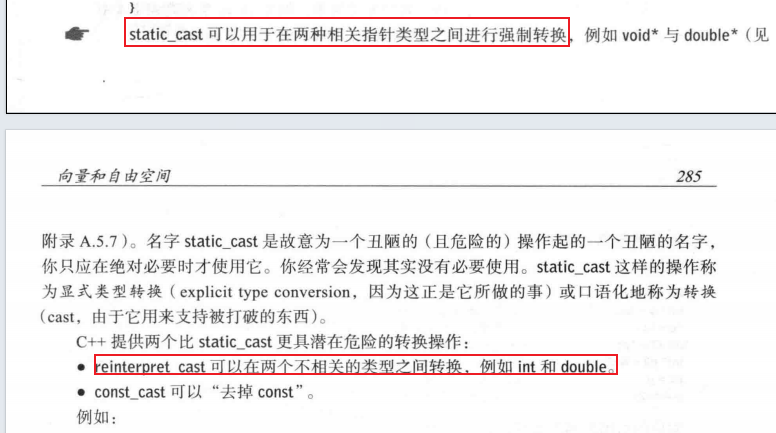 }
static_cast 可以用于在两种相关指针类型之间进行强制转换，例如 void* 与 double*（见
向量和自由空间 285
附录 A.5.7）。名字 static_cast 是故意为一个丑陋的（且危险的）操作起的一个丑陋的名字，
你只应在绝对必要时才使用它。你经常会发现其实没有必要使用。static_cast 这样的操作称
为显式类型转换（explicit type conversion，因为这正是它所做的事）或口语化地称为转换
（cast，由于它用来支持被打破的东西）。
C++ 提供两个比 static_cast 更具潜在危险的转换操作：
• reinterpret_cast 可以在两个不相关的类型之间转换，例如 int 和 double。
• const_cast 可以“去掉 const”。
例如：